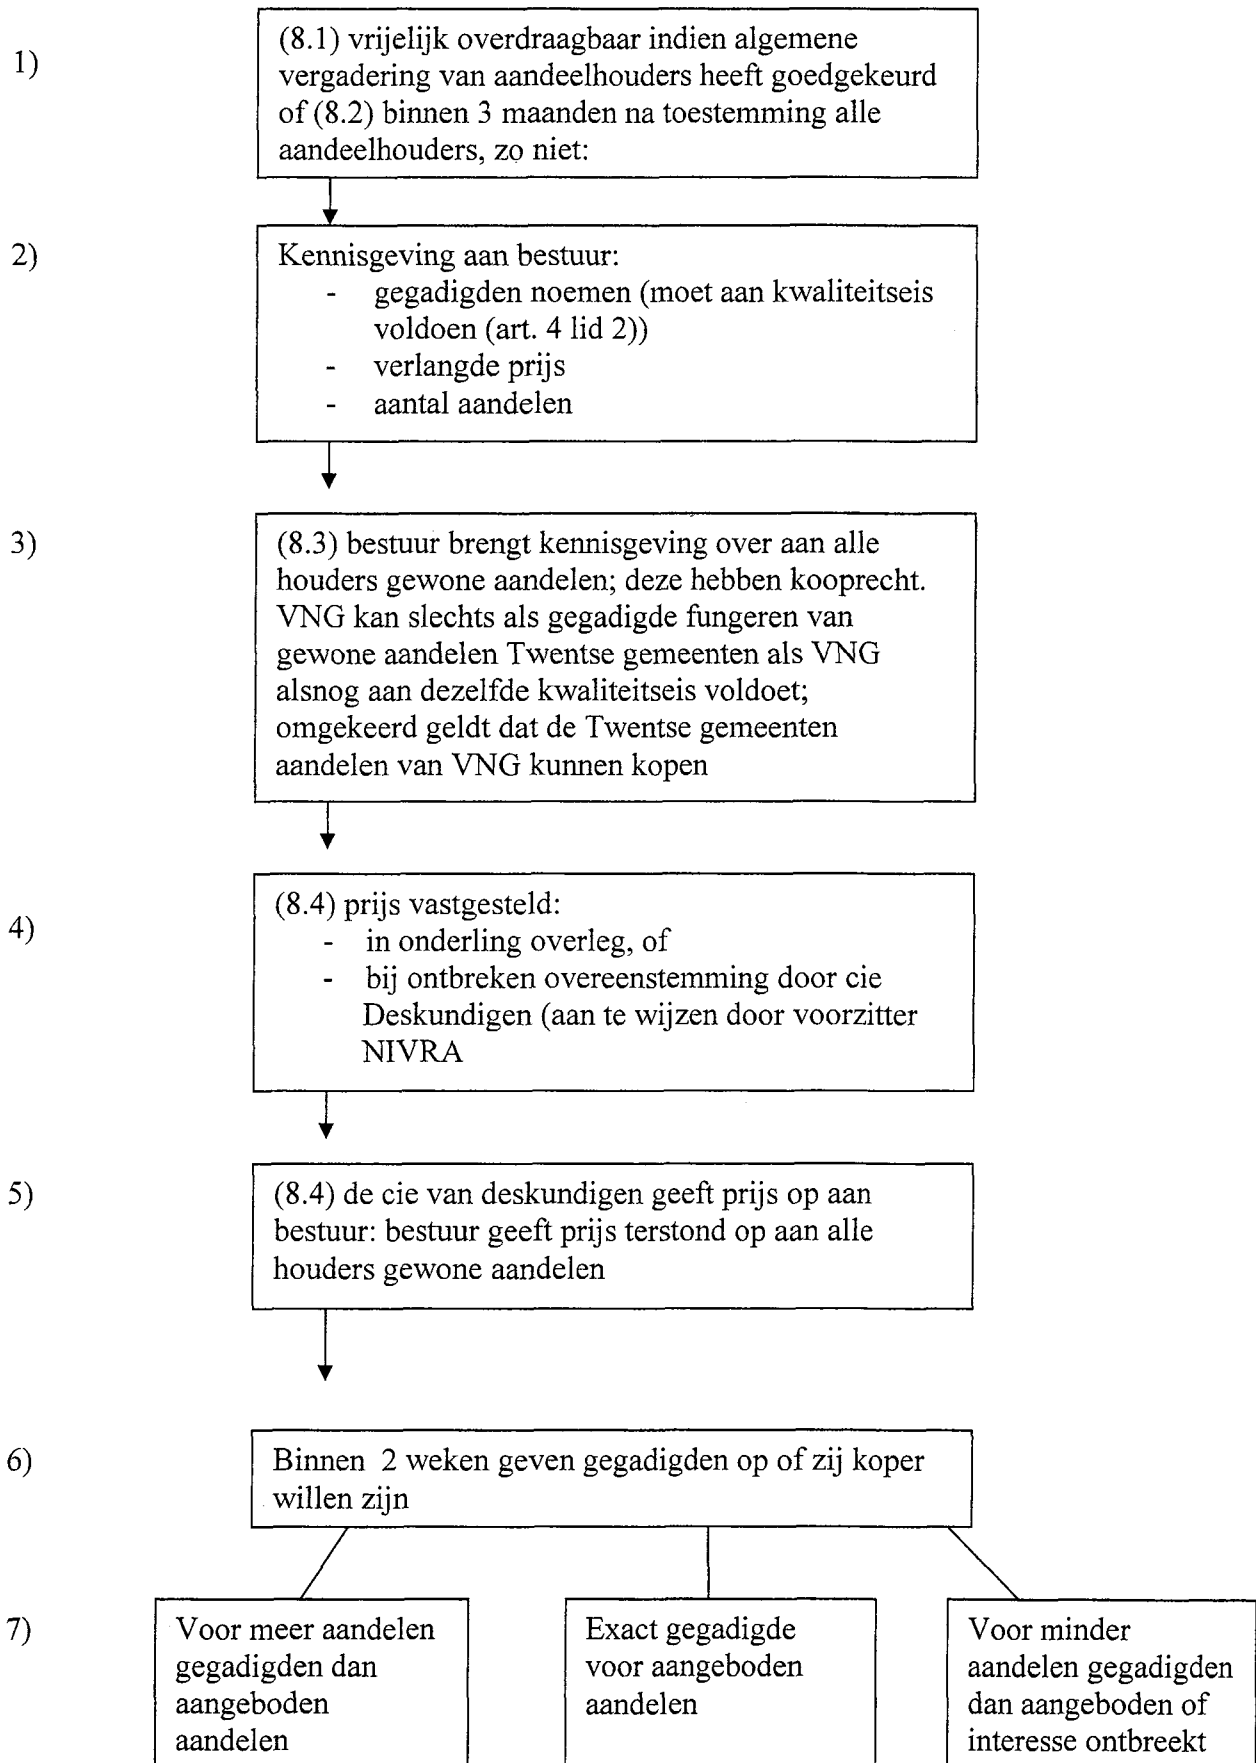 1)
(8.1) vrijelijk overdraagbaar indien algemene
vergadering van aandeelhouders heeft goedgekeurd
of (8.2) binnen 3 maanden na toestemming alle
aandeelhouders, zo niet:
2)
Kennisgeving aan bestuur:
- gegadigden noemen (moet aan kwaliteitseis
voldoen (art. 4 lid 2))
- verlangde prijs
- aantal aandelen
3)
(8.3) bestuur brengt kennisgeving over aan alle
houders gewone aandelen; deze hebben kooprecht.
VNG kan slechts als gegadigde fungeren van
gewone aandelen Twentse gemeenten als VNG
alsnog aan dezelfde kwaliteitseis voldoet;
omgekeerd geldt dat de Twentse gemeenten
aandelen van VNG kunnen kopen
4)
(8.4) prijs vastgesteld:
- in onderling overleg, of
- bij ontbreken overeenstemming door cie
Deskundigen (aan te wijzen door voorzitter
NIVRA
5)
(8.4) de cie van deskundigen geeft prijs op aan
bestuur: bestuur geeft prijs terstond op aan alle
houders gewone aandelen
6)
Binnen 2 weken geven gegadigden op of zij koper
willen zijn
7)
Voor meer aandelen
gegadigden dan
aangeboden
aandelen
Exact gegadigde
voor aangeboden
aandelen
Voor minder
aandelen gegadigden
dan aangeboden of
interesse ontbreekt